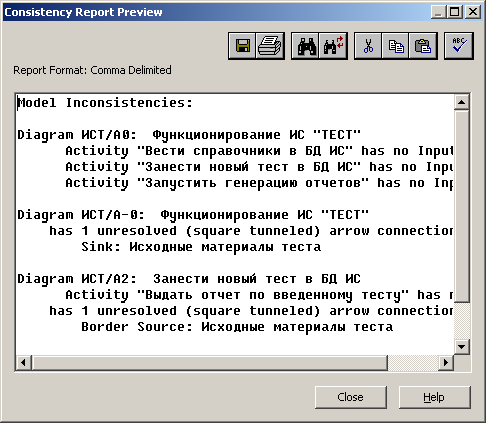 Consistency Report Preview
ABC
Report Format: Comma Delimited
Model Inconsistencies:
Diagram ИСТ/A0: Функционирование ИС "ТЕСТ"
Activity "Вести справочники в БД ИС" has no Input
Activity "Занести новый тест в БД ИС" has no Inpu
Activity "Запустить генерацию отчетов" has no Inp
Diagram ИСТ/A-0: Функционирование ИС "ТЕСТ"
has 1 unresolved (square tunneled) arrow connection
Sink: Исходные материалы теста
Diagram ИСТ/A2: Занести новый тест в БД ИС
Activity "Выдать отчет по введенному тесту" has n
has 1 unresolved (square tunneled) arrow connection
Border Source: Исходные материалы теста
Close
Help